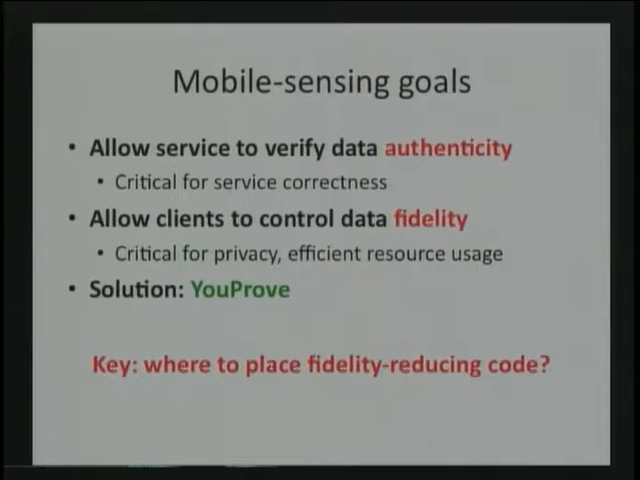 Mobile-sensing goals
• Allow service to verify data authenticity
• Critical for service correctness
• Allow clients to control data fidelity
• Critical for privacy, efficient resource usage
• Solution: YouProve
Key: where to place fidelity-reducing code?